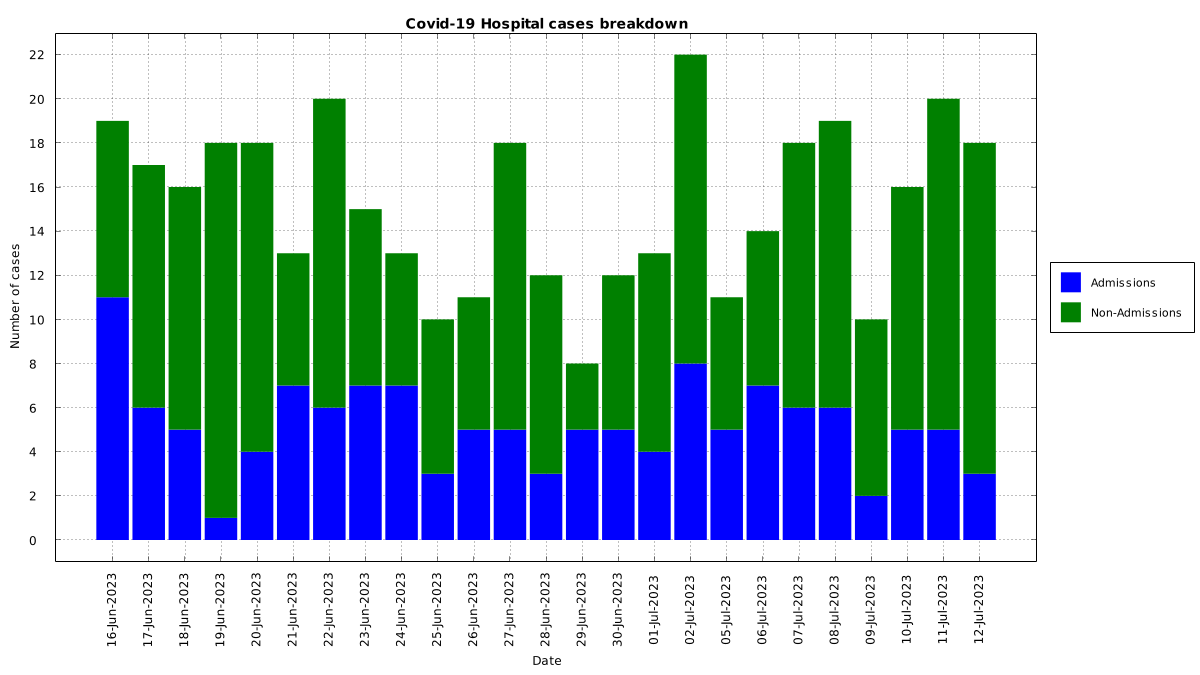 Covid-19 Hospital cases breakdown
Number of cases
22
20
18
16
14
12
10
8
6
4
2
0
16-Jun-2023
17-Jun-2023
18-Jun-2023
19-Jun-2023
20-Jun-2023
21-Jun-2023
22-Jun-2023
23-Jun-2023
24-Jun-2023
25-Jun-2023
26-Jun-2023
27-Jun-2023
28-Jun-2023
29-Jun-2023
30-Jun-2023
01-Jul-2023
02-Jul-2023
05-Jul-2023
06-Jul-2023
07-Jul-2023
08-Jul-2023
09-Jul-2023
10-Jul-2023
11-Jul-2023
12-Jul-2023
Date
Admissions
Non-Admissions